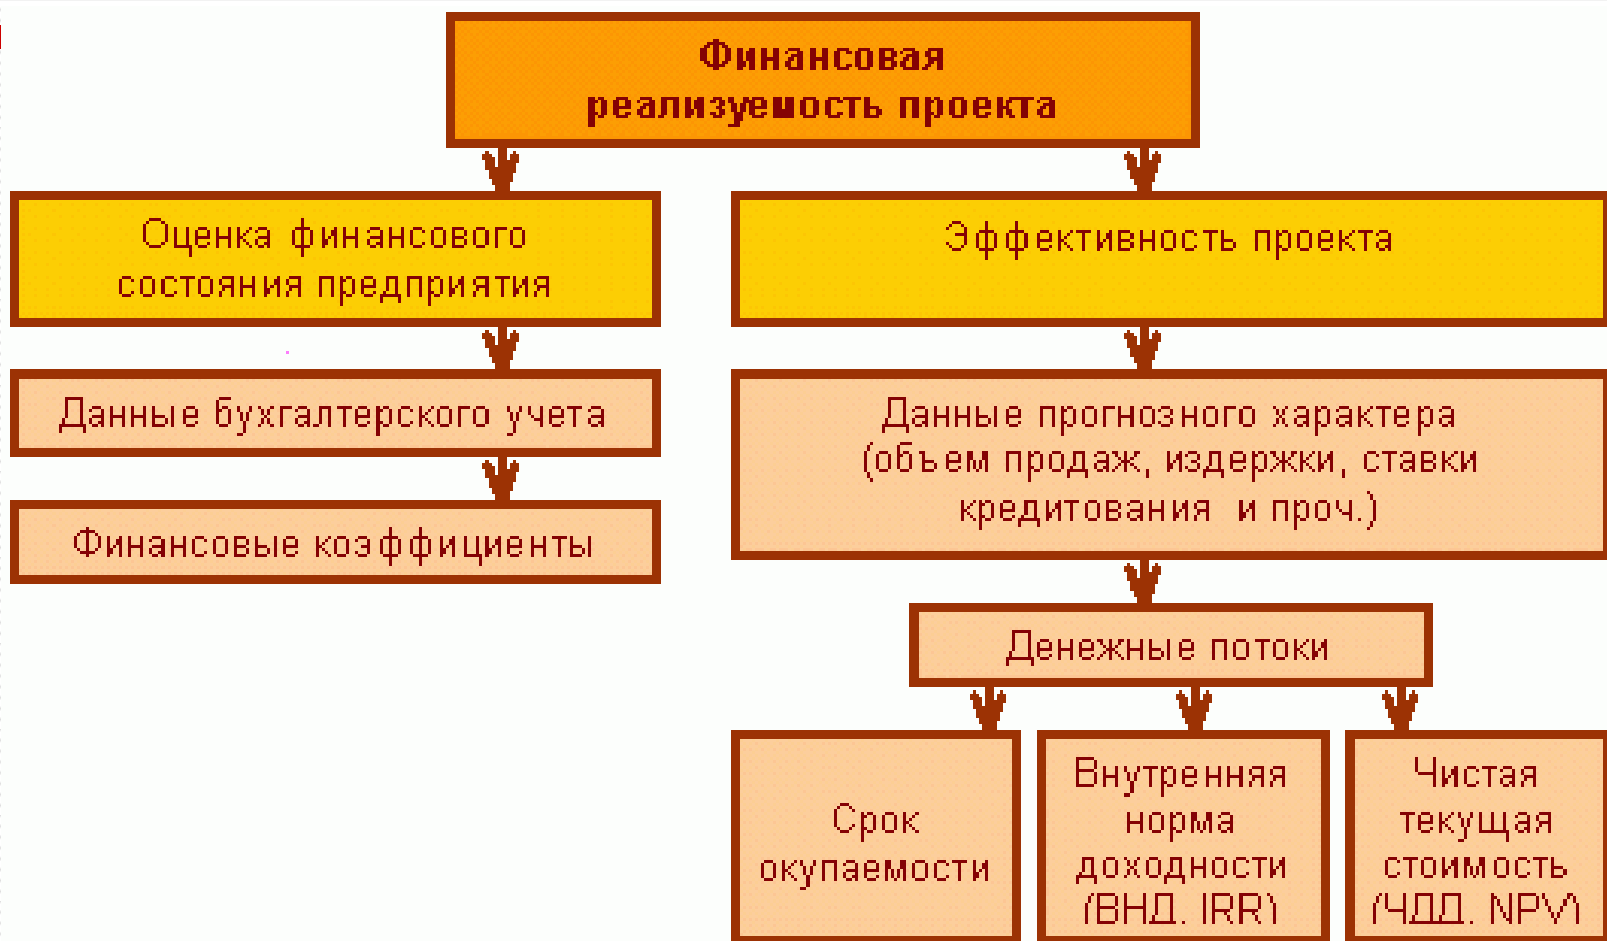 Финансовая
реализуемость проекта
Оценка финансового
состояния предприятия
Эффективность проекта
Данные бухгалтерского учета
Данные прогнозного характера
(объем продаж, издержки, ставки
кредитования и проч.)
Финансовые коэффициенты
Денежные потоки
Срок
окупаемости
Внутренняя
норма
доходности
(ВНД, IRR)
Чистая
текущая
стоимость
(ЧДД, NPV)